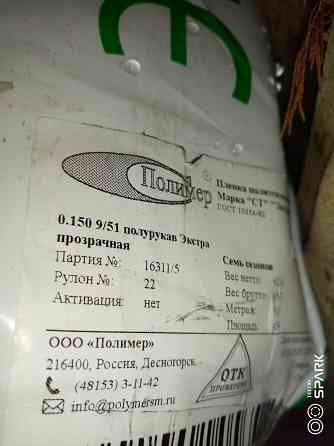 Полимер
Марка "СТ"
ГОСТ 10354-82
0.150 9/51 полурукав Экстра
прозрачная
Семь сезонов
Партия №: 16311/5
Вес нетто:
Рулон №: 22
Вес брутто:
Активация: нет
Метраж:
Площадь:
ООО «Полимер»
216400, Россия, Десногорск
(48153) 3-11-42
info@polymersm.ru
ОТК
ПРОВЕРЕНО
SPARK